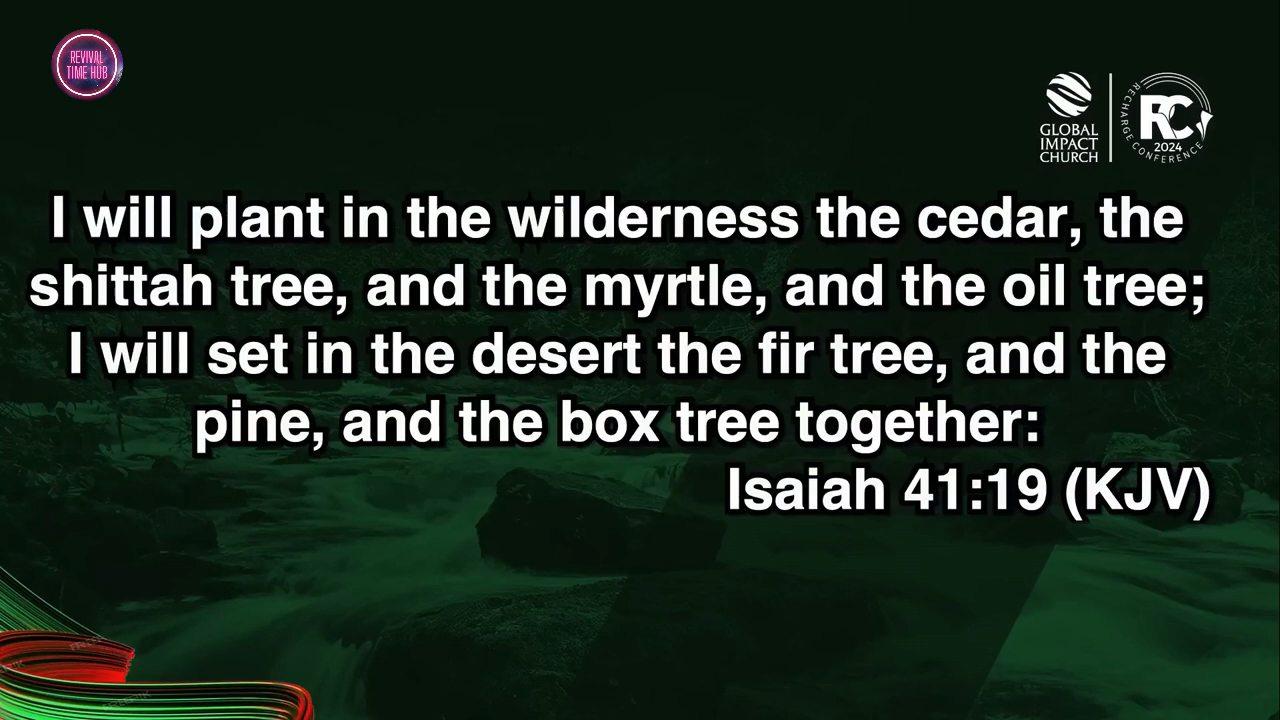 REVIVAL
TIME HUB
GLOBAL
IMPACT
CHURCH
RECHARGE CONFERENCE
RC
2024
I will plant in the wilderness the cedar, the
shittah tree, and the myrtle, and the oil tree;
I will set in the desert the fir tree, and the
pine, and the box tree together:
Isaiah 41:19 (KJV)